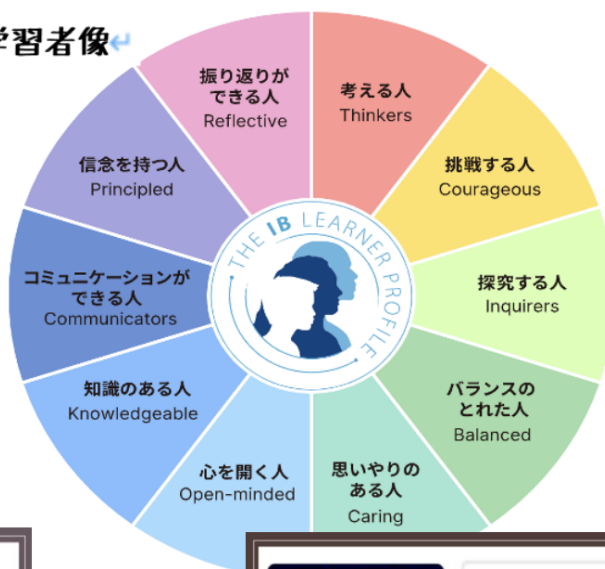 学習者像
振り返りが
できる人
Reflective
考える人
Thinkers
信念を持つ人
Principled
挑戦する人
Courageous
THE IB LEARNER PROFILE
コミュニケーションが
できる人
Communicators
探究する人
Inquirers
知識のある人
Knowledgeable
バランスの
とれた人
Balanced
心を開く人
Open-minded
思いやりの
ある人
Caring